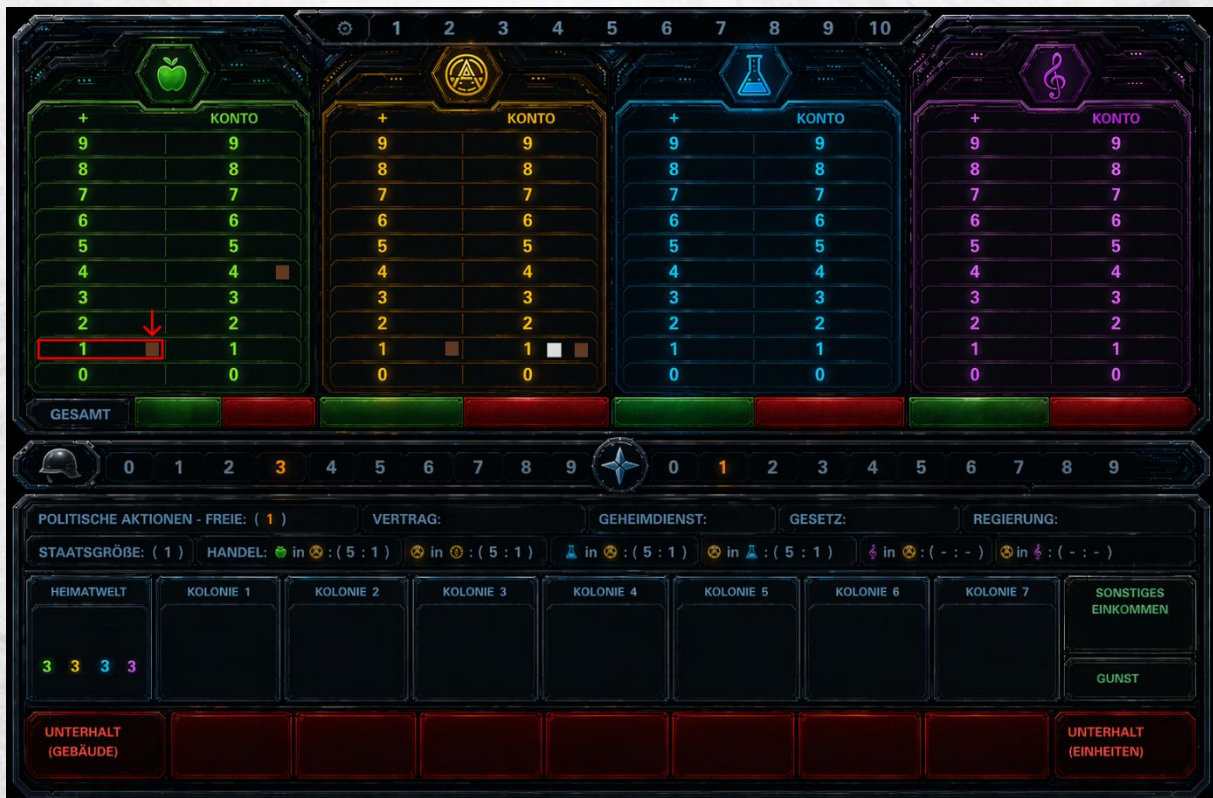 1 2 3 4 5 6 7 8 9 10
+ KONTO + KONTO + KONTO + KONTO
9 9 9 9 9 9 9 9
8 8 8 8 8 8 8 8
7 7 7 7 7 7 7 7
6 6 6 6 6 6 6 6
5 5 5 5 5 5 5 5
4 4 4 4 4 4 4 4
3 3 3 3 3 3 3 3
2 2 2 2 2 2 2 2
1 1 1 1 1 1 1 1
0 0 0 0 0 0 0 0
GESAMT
0 1 2 3 4 5 6 7 8 9 0 1 2 3 4 5 6 7 8 9
POLITISCHE AKTIONEN - FREIE: ( 1 ) VERTRAG: GEHEIMDIENST: GESETZ: REGIERUNG:
STAATSGRÖßE: ( 1 ) HANDEL: in : ( 5 : 1 ) in : ( 5 : 1 ) in : ( 5 : 1 ) in : ( 5 : 1 ) in : ( - : - ) in : ( - : - )
HEIMATWELT KOLONIE 1 KOLONIE 2 KOLONIE 3 KOLONIE 4 KOLONIE 5 KOLONIE 6 KOLONIE 7 SONSTIGES
EINKOMMEN
3 3 3 3
GUNST
UNTERHALT
(GEBÄUDE)
UNTERHALT
(EINHEITEN)